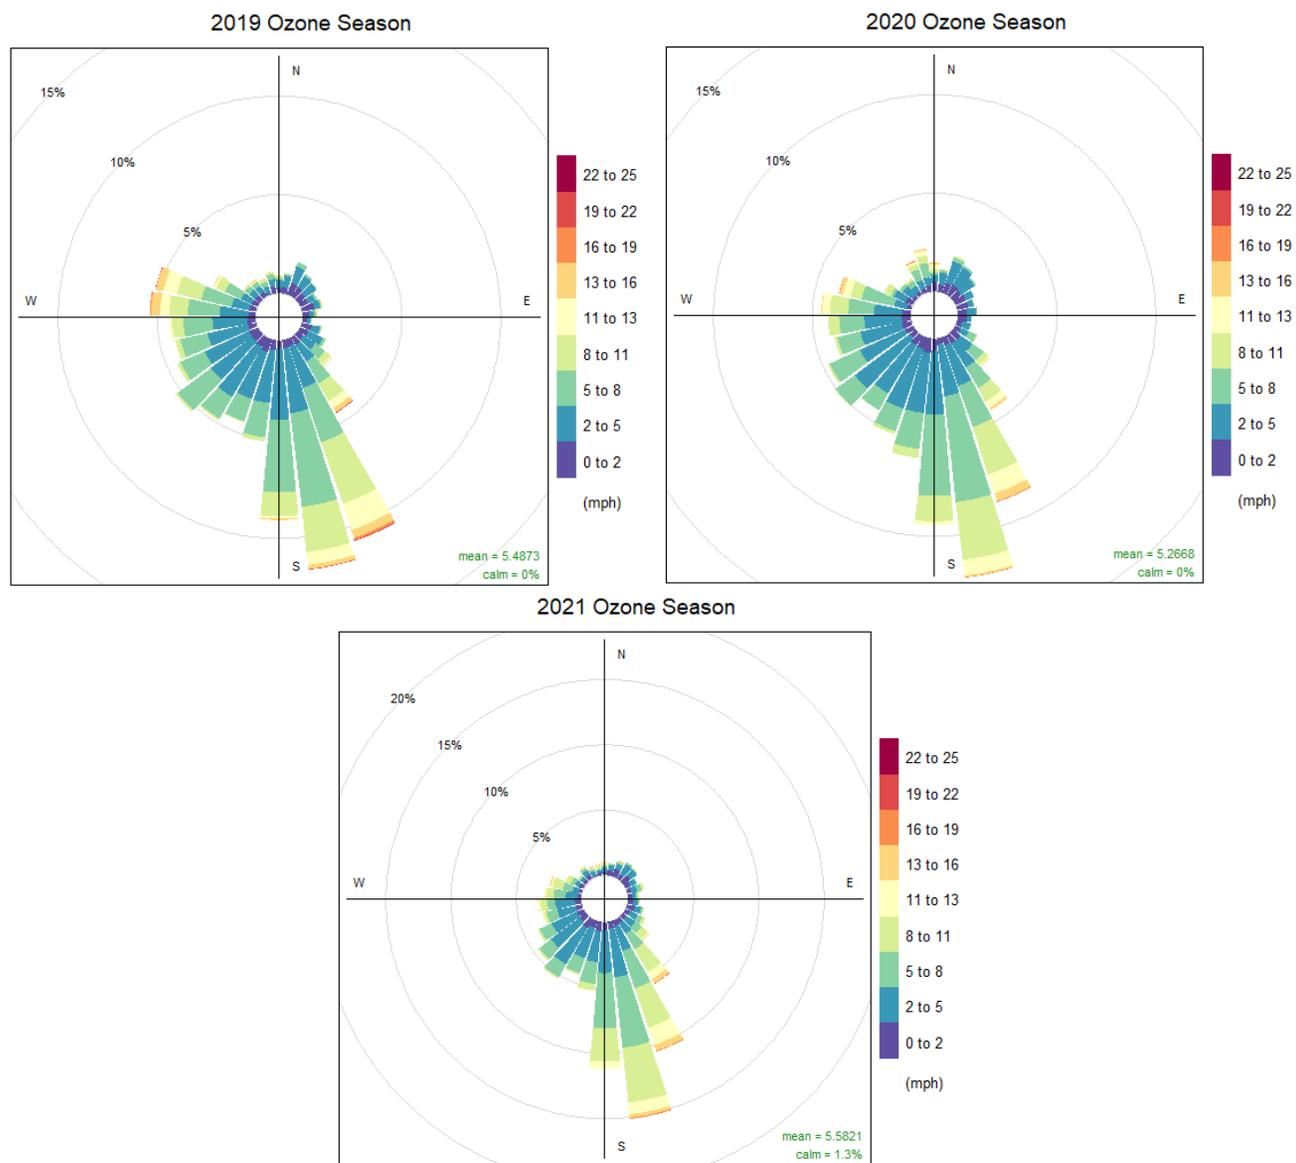 2019 Ozone Season
N
15%
10%
5%
W
E
S
mean = 5.4873
calm = 0%
22 to 25
19 to 22
16 to 19
13 to 16
11 to 13
8 to 11
5 to 8
2 to 5
0 to 2
(mph)
2020 Ozone Season
N
15%
10%
5%
W
E
S
mean = 5.2668
calm = 0%
22 to 25
19 to 22
16 to 19
13 to 16
11 to 13
8 to 11
5 to 8
2 to 5
0 to 2
(mph)
2021 Ozone Season
N
20%
15%
10%
5%
W
E
S
mean = 5.5821
calm = 1.3%
22 to 25
19 to 22
16 to 19
13 to 16
11 to 13
8 to 11
5 to 8
2 to 5
0 to 2
(mph)